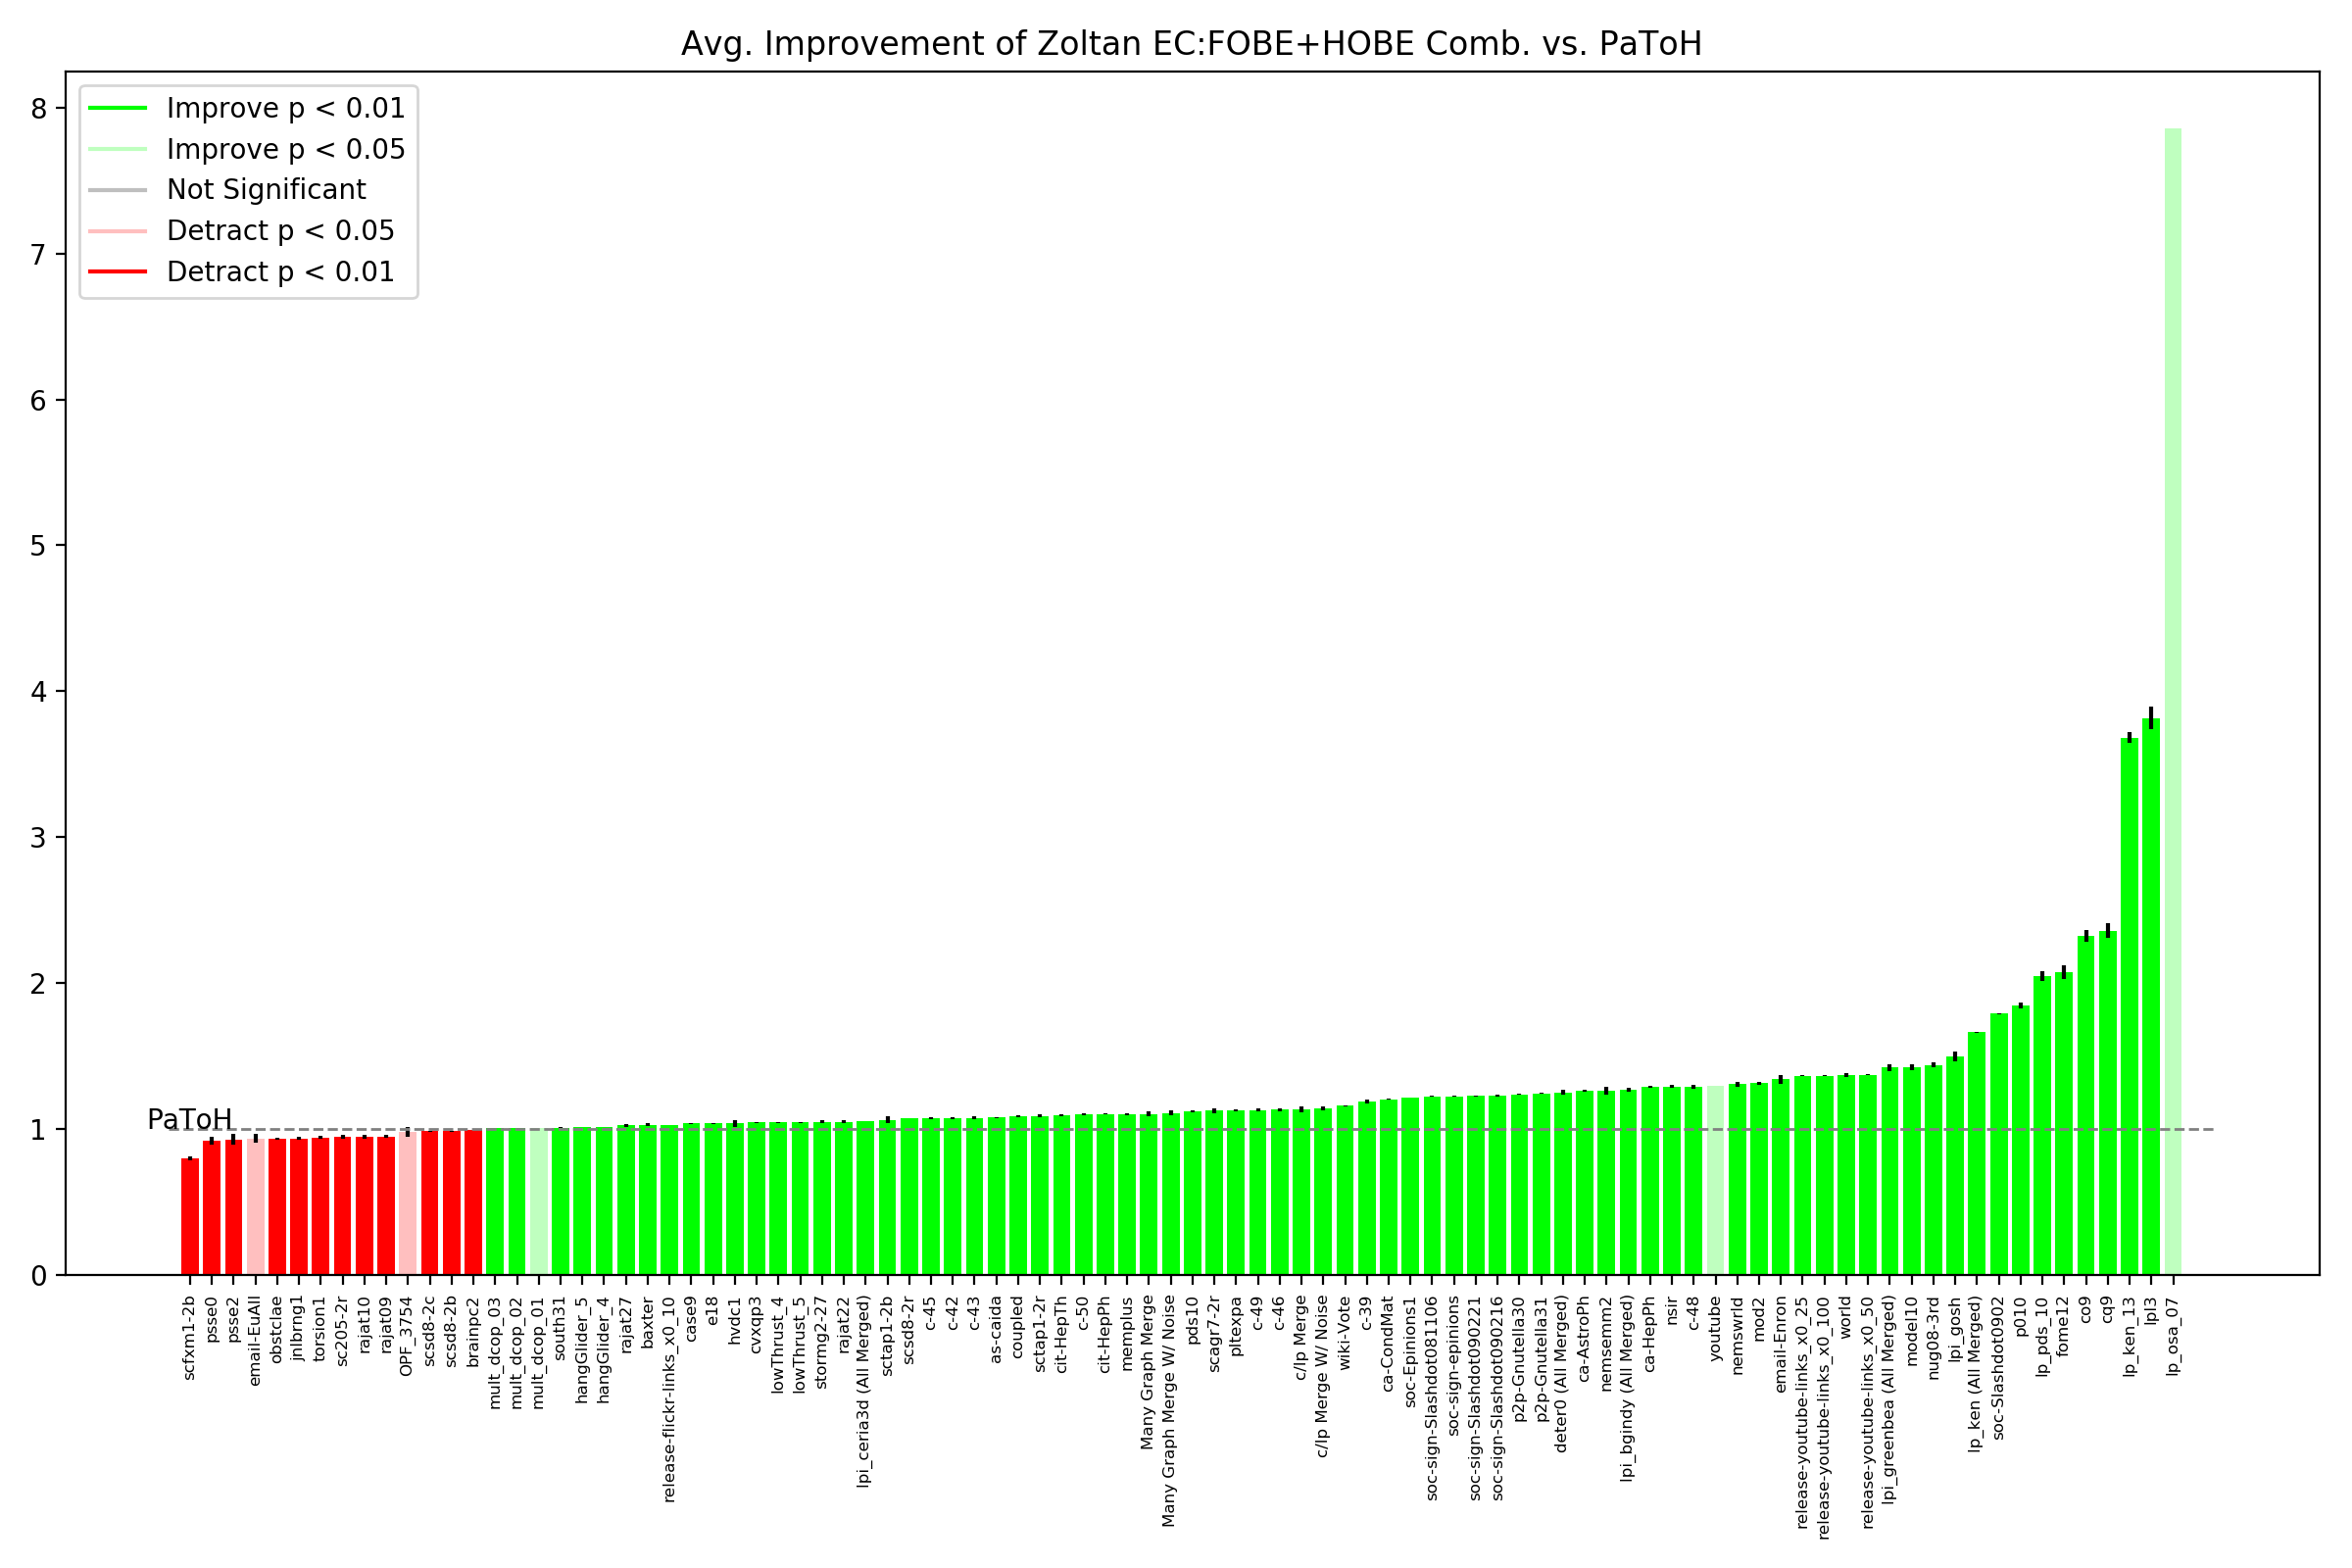 Avg. Improvement of Zoltan EC:FOBE+HOBE Comb. vs. PaToH
Improve p < 0.01
Improve p < 0.05
Not Significant
Detract p < 0.05
Detract p < 0.01
8
7
6
5
4
3
2
1
0
PaToH
scfxm1-2b
psse0
psse2
email-EuAll
obstclae
jnlbrng1
torsion1
sc205-2r
rajat10
rajat09
OPF_3754
scsd8-2c
scsd8-2b
brainpc2
mult_dcop_03
mult_dcop_02
mult_dcop_01
south31
hangGlider_5
hangGlider_4
rajat27
baxter
release-flickr-links_x0_10
case9
e18
hvdc1
cvxqp3
lowThrust_4
lowThrust_5
stormg2-27
rajat22
lpi_ceria3d (All Merged)
sctap1-2b
scsd8-2r
c-45
c-42
c-43
as-caida
coupled
sctap1-2r
cit-HepTh
c-50
cit-HepPh
memplus
Many Graph Merge
Many Graph Merge W/ Noise
pds10
scagr7-2r
pltexpa
c-49
c-46
c/lp Merge
c/lp Merge W/ Noise
wiki-Vote
c-39
ca-CondMat
soc-Epinions1
soc-sign-Slashdot081106
soc-sign-epinions
soc-sign-Slashdot090221
soc-sign-Slashdot090216
p2p-Gnutella30
p2p-Gnutella31
deter0 (All Merged)
ca-AstroPh
nemsemm2
lpi_bgindy (All Merged)
ca-HepPh
nsir
c-48
youtube
nemswrld
mod2
email-Enron
release-youtube-links_x0_25
release-youtube-links_x0_100
world
release-youtube-links_x0_50
lpi_greenbea (All Merged)
model10
nug08-3rd
lpi_gosh
lp_ken (All Merged)
soc-Slashdot0902
p010
lp_pds_10
fome12
co9
cq9
lp_ken_13
lpl3
lp_osa_07